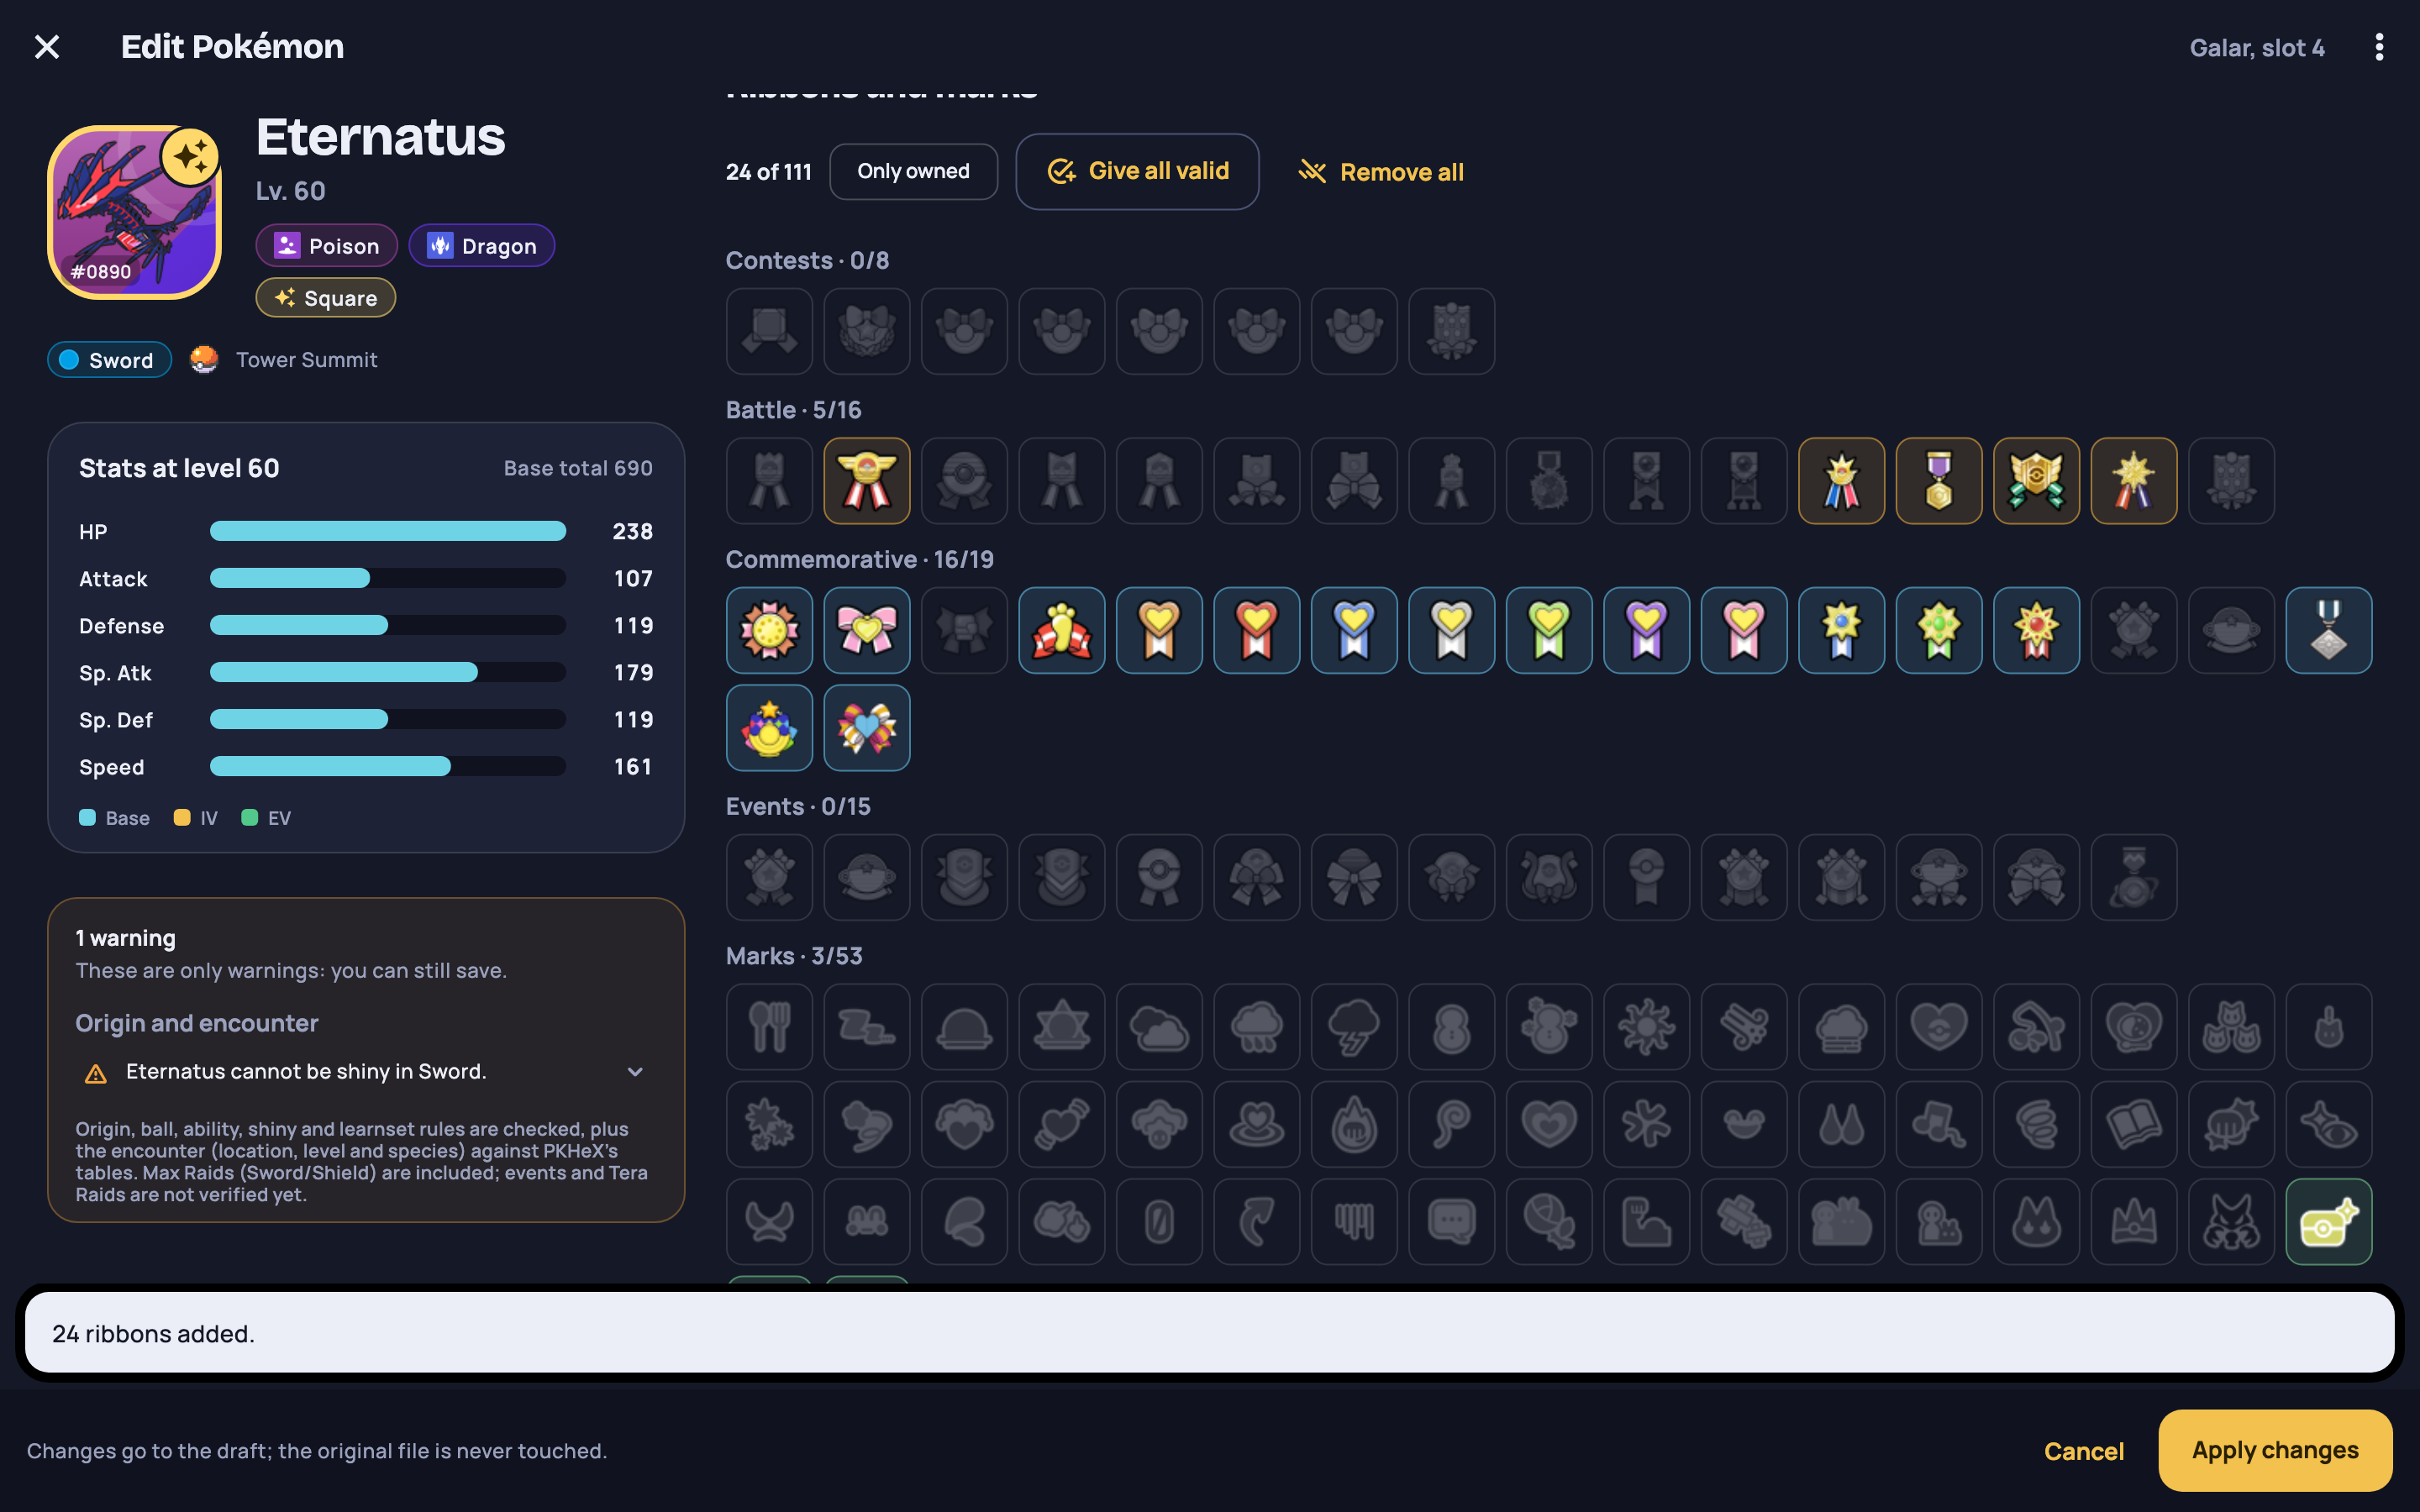 Edit Pokémon
Galar, slot 4
Eternatus
Lv. 60
#0890
Poison
Dragon
Square
Sword
Tower Summit
Stats at level 60
Base total 690
HP 238
Attack 107
Defense 119
Sp. Atk 179
Sp. Def 119
Speed 161
Base IV EV
1 warning
These are only warnings: you can still save.
Origin and encounter
Eternatus cannot be shiny in Sword.
Origin, ball, ability, shiny and learnset rules are checked, plus
the encounter (location, level and species) against PKHeX's
tables. Max Raids (Sword/Shield) are included; events and Tera
Raids are not verified yet.
Ribbons and marks
24 of 111
Only owned
Give all valid
Remove all
Contests · 0/8
Battle · 5/16
Commemorative · 16/19
Events · 0/15
Marks · 3/53
24 ribbons added.
Changes go to the draft; the original file is never touched.
Cancel
Apply changes